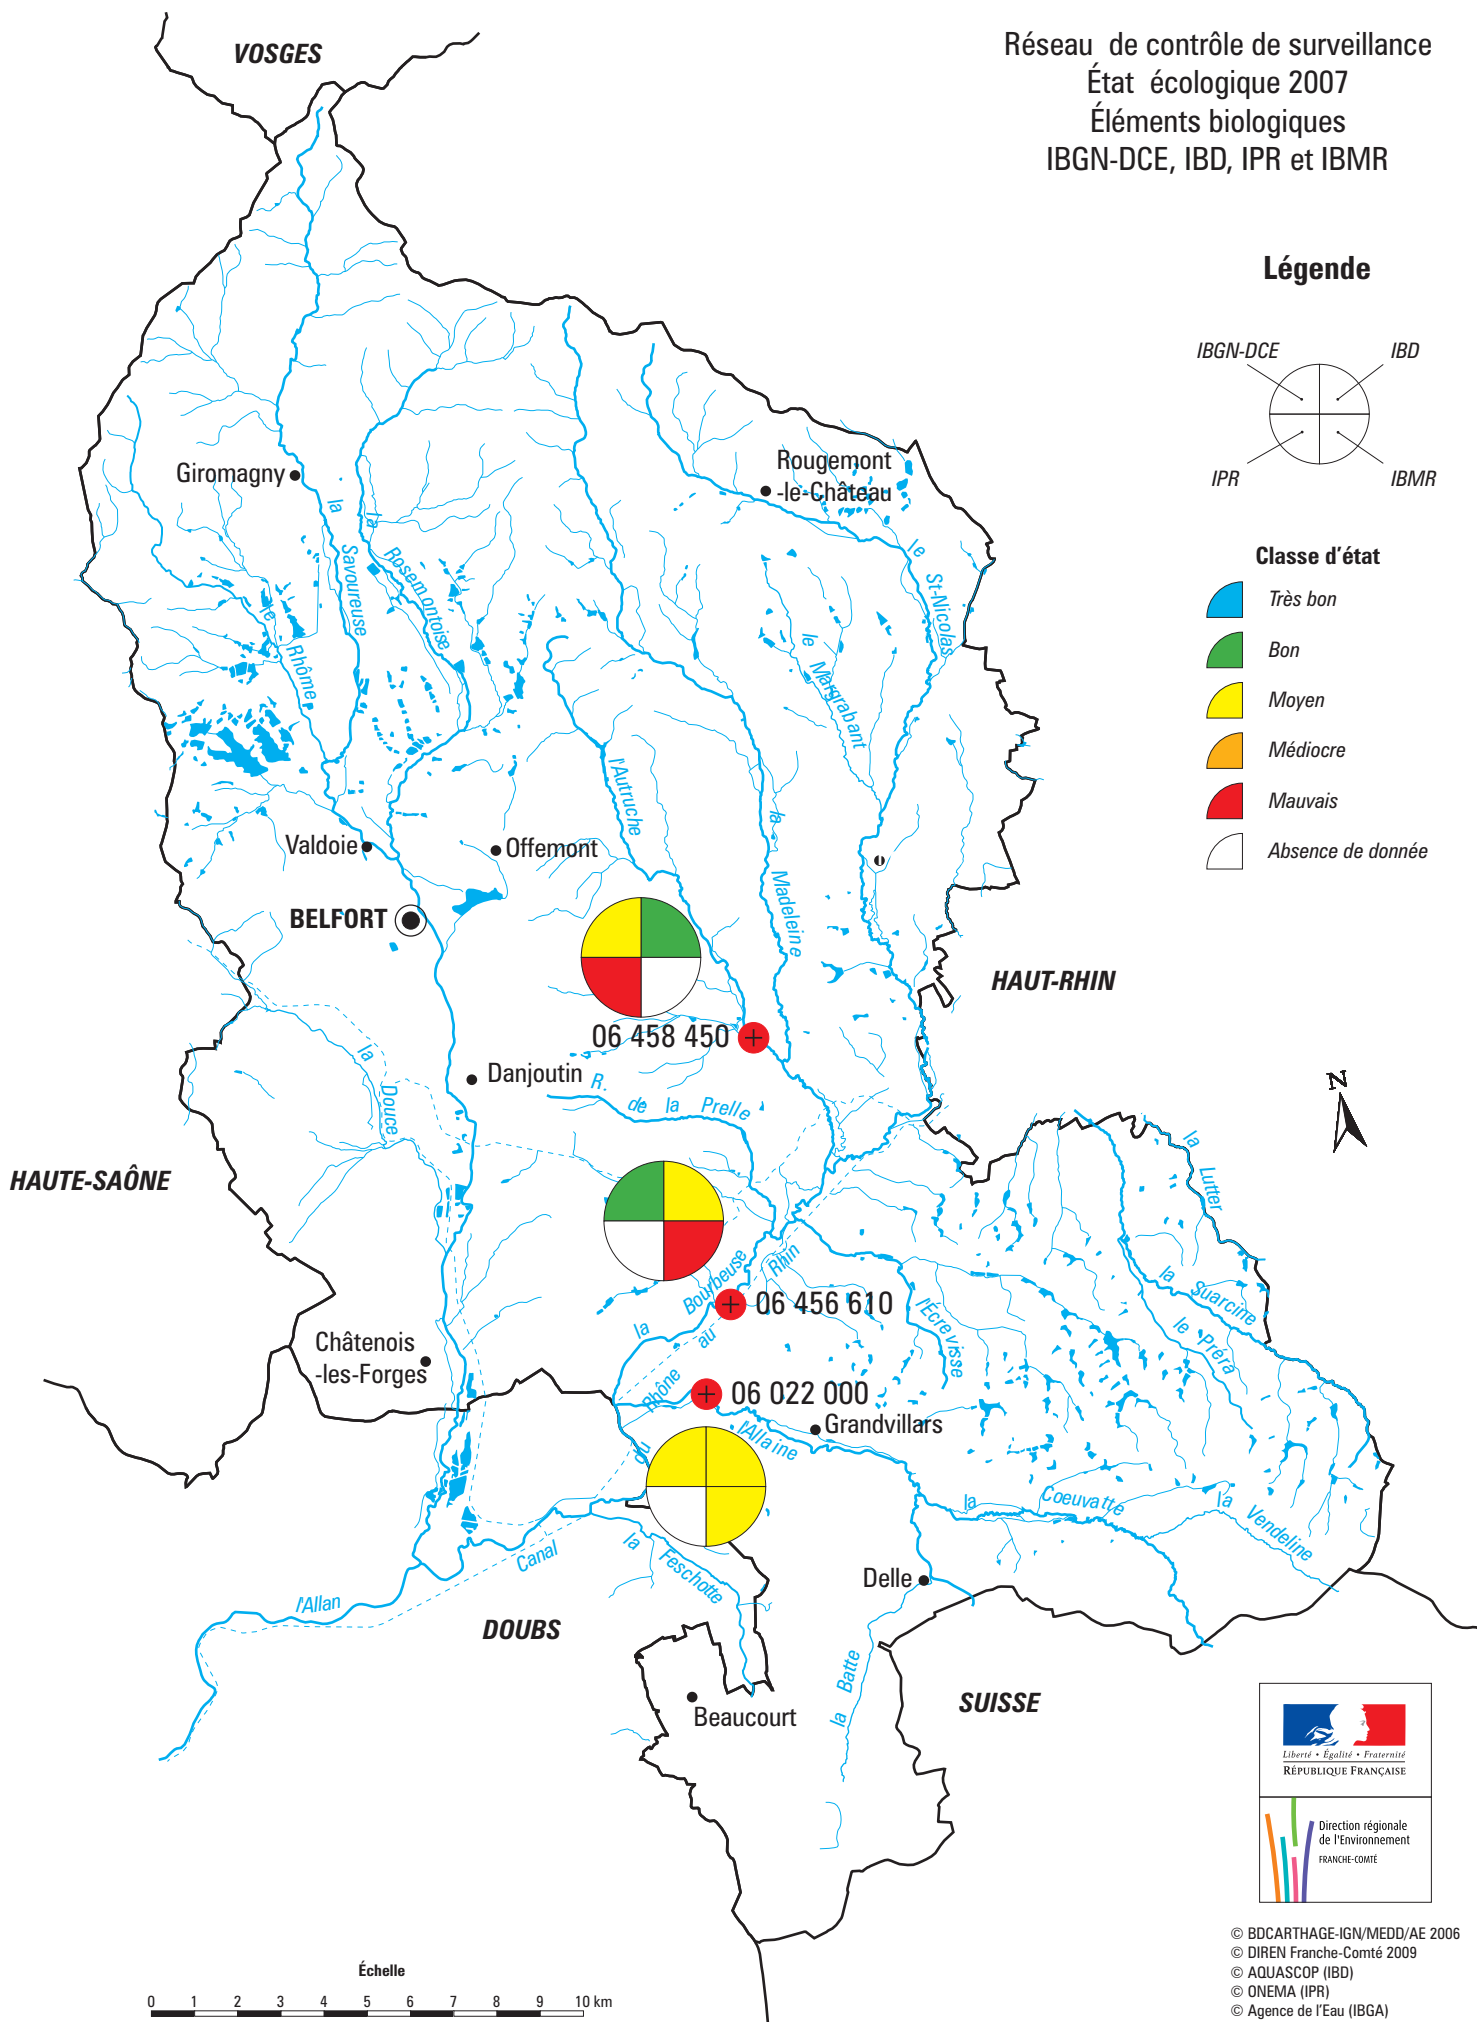 Réseau de contrôle de surveillance
État écologique 2007
Éléments biologiques
IBGN-DCE, IBD, IPR et IBMR
VOSGES
Légende
IBGN-DCE
IBD
IPR
IBMR
Classe d'état
Très bon
Bon
Moyen
Médiocre
Mauvais
Absence de donnée
Giromagny
Rougemont
-le-Château
la Savoureuse
la Rosemontoise
le Rhôme
le St-Nicolas
le Margrabant
l'Autruche
la Madeleine
Valdoie
Offemont
BELFORT
HAUT-RHIN
06 458 450
Danjoutin
R. de la Prelle
la Douce
N
HAUTE-SAÔNE
la Lutter
la Suarcine
le Préra
la Bourbeuse
l'Écrevisse
06 456 610
Châtenois
-les-Forges
06 022 000
Grandvillars
l'Allaine
Canal du Rhône au Rhin
la Coeuvatte
la Vendeline
la Feschotte
Delle
l'Allan
DOUBS
la Batte
SUISSE
Beaucourt
Liberté • Égalité • Fraternité
RÉPUBLIQUE FRANÇAISE
Direction régionale
de l'Environnement
FRANCHE-COMTÉ
© BDCARTHAGE-IGN/MEDD/AE 2006
© DIREN Franche-Comté 2009
© AQUASCOP (IBD)
© ONEMA (IPR)
© Agence de l'Eau (IBGA)
Échelle
0 1 2 3 4 5 6 7 8 9 10 km